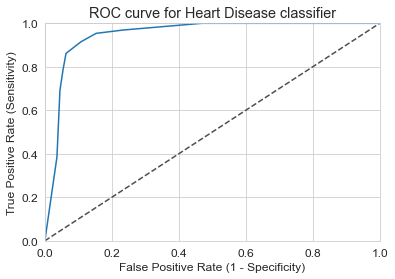 ROC curve for Heart Disease classifier
True Positive Rate (Sensitivity)
1.0
0.8
0.6
0.4
0.2
0.0
0.0 0.2 0.4 0.6 0.8 1.0
False Positive Rate (1 - Specificity)